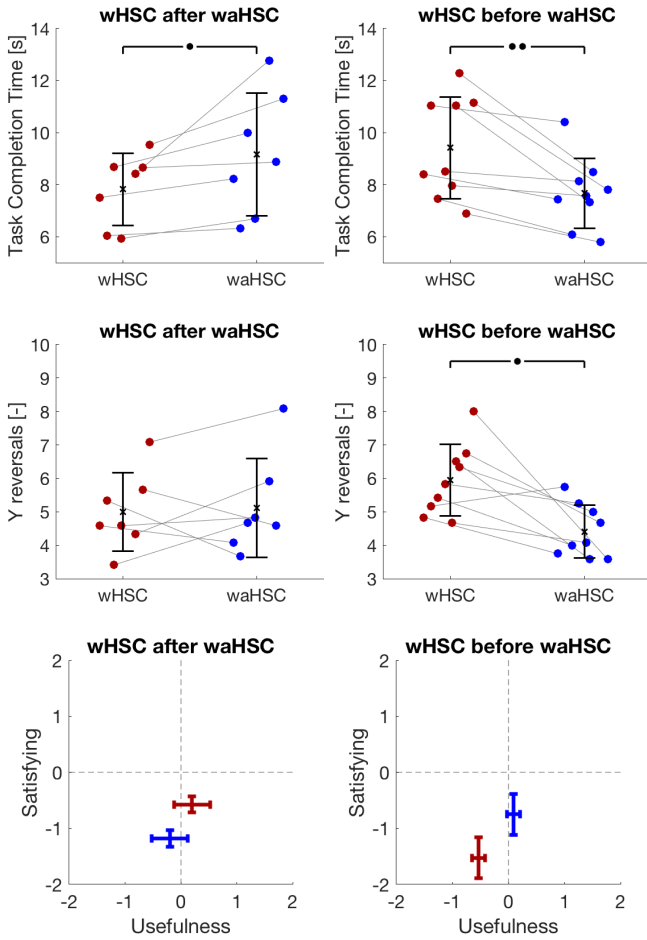 wHSC after waHSC
wHSC before waHSC
Task Completion Time [s]
14
12
10
8
6
wHSC
waHSC
Task Completion Time [s]
14
12
10
8
6
wHSC
waHSC
wHSC after waHSC
wHSC before waHSC
Y reversals [-]
10
9
8
7
6
5
4
3
wHSC
waHSC
Y reversals [-]
10
9
8
7
6
5
4
3
wHSC
waHSC
wHSC after waHSC
wHSC before waHSC
Satisfying
2
1
0
-1
-2
-2
-1
0
1
2
Usefulness
Satisfying
2
1
0
-1
-2
-2
-1
0
1
2
Usefulness